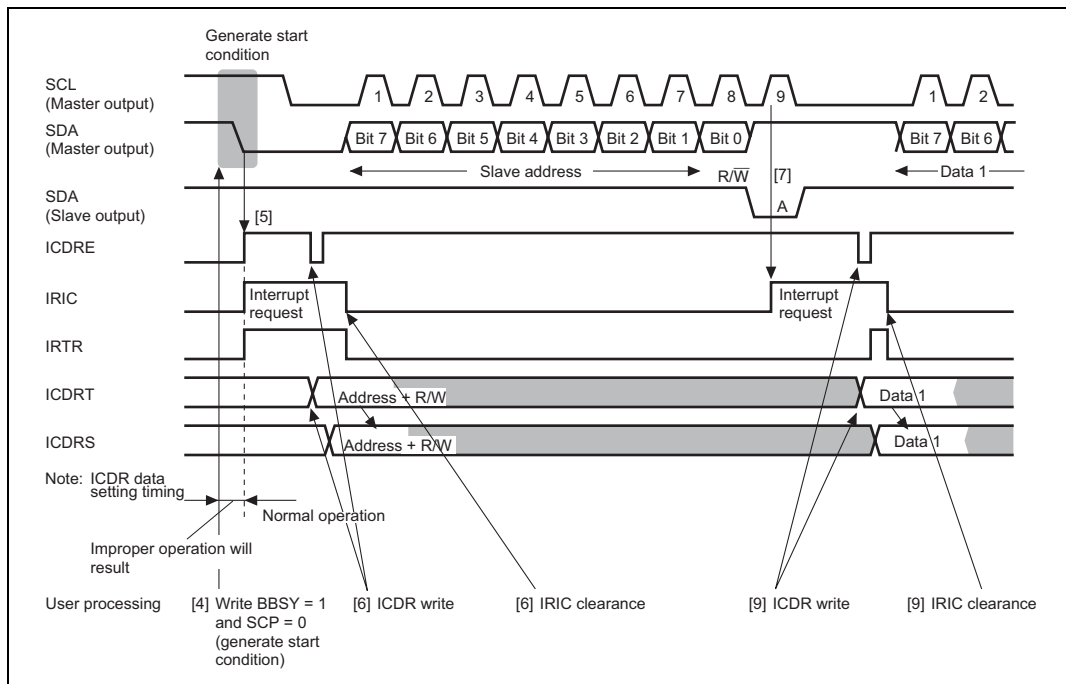 Generate start
condition
SCL
(Master output)
1 2 3 4 5 6 7 8 9 1 2
SDA
(Master output)
Bit 7 Bit 6 Bit 5 Bit 4 Bit 3 Bit 2 Bit 1 Bit 0 Bit 7 Bit 6
Slave address
R/W̅
[7]
Data 1
SDA
(Slave output)
A
[5]
ICDRE
IRIC
Interrupt
request
Interrupt
request
IRTR
ICDRT
Address + R/W
Data 1
ICDRS
Address + R/W
Data 1
Note: ICDR data
setting timing
Normal operation
Improper operation will
result
User processing
[4] Write BBSY = 1
and SCP = 0
(generate start
condition)
[6] ICDR write
[6] IRIC clearance
[9] ICDR write
[9] IRIC clearance